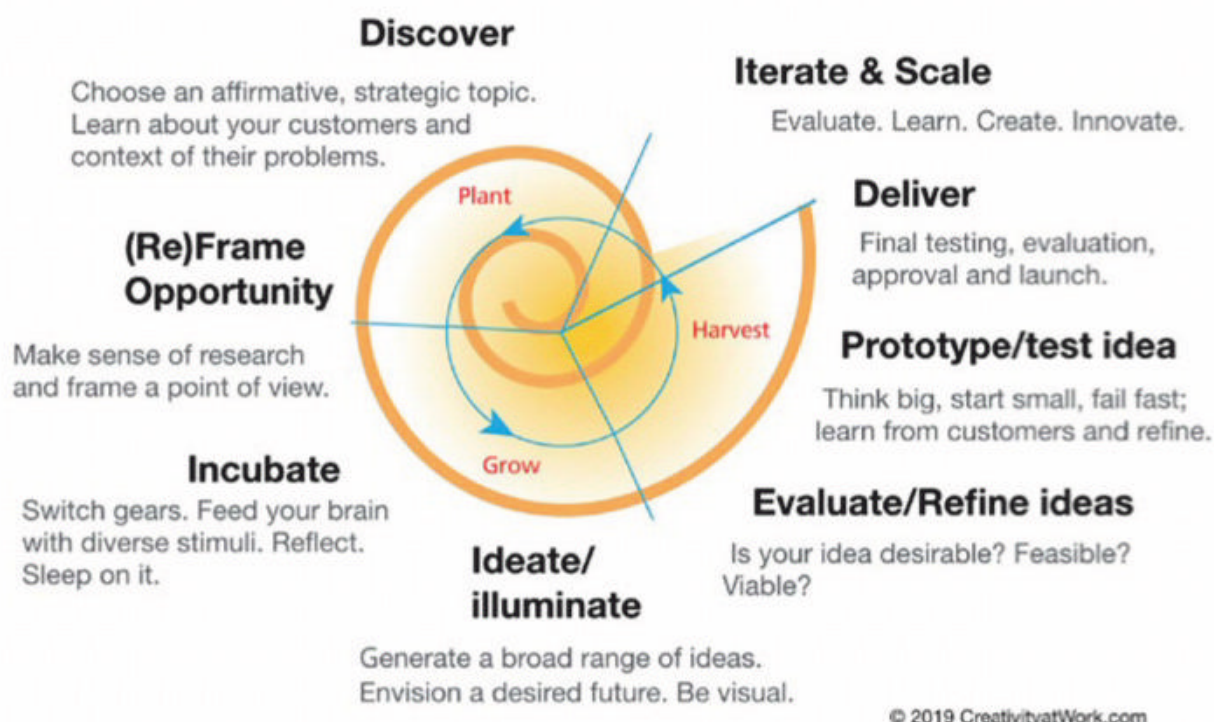 Discover
Choose an affirmative, strategic topic.
Learn about your customers and
context of their problems.
(Re)Frame
Opportunity
Make sense of research
and frame a point of view.
Incubate
Switch gears. Feed your brain
with diverse stimuli. Reflect.
Sleep on it.
Ideate/
illuminate
Generate a broad range of ideas.
Envision a desired future. Be visual.
Evaluate/Refine ideas
Is your idea desirable? Feasible?
Viable?
Prototype/test idea
Think big, start small, fail fast;
learn from customers and refine.
Deliver
Final testing, evaluation,
approval and launch.
Iterate & Scale
Evaluate. Learn. Create. Innovate.
Plant
Grow
Harvest
© 2019 CreativityatWork.com